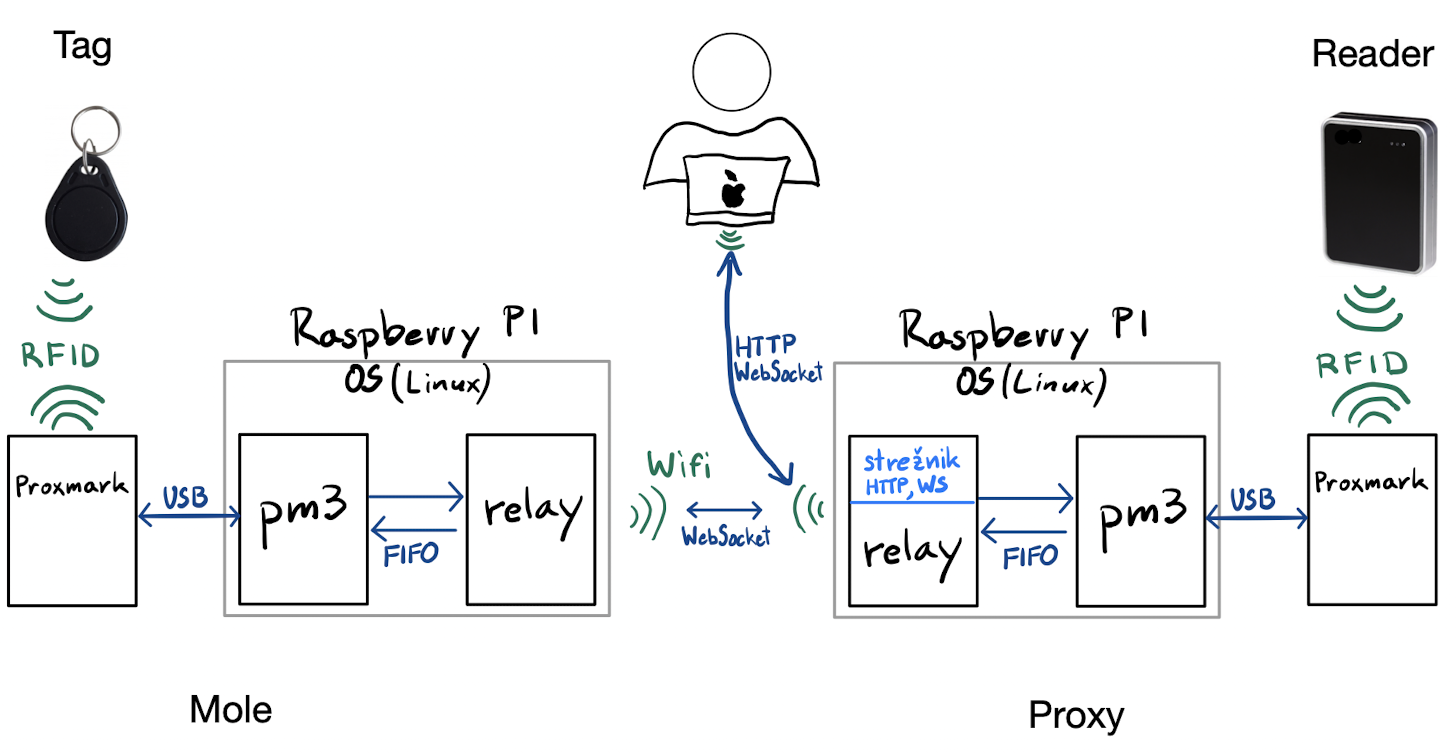 Tag
Reader
RFID
Raspberry PI
OS (Linux)
Proxmark
USB
pm3
FIFO
relay
HTTP
WebSocket
Wifi
WebSocket
Raspberry PI
OS (Linux)
strežnik
HTTP, WS
relay
FIFO
pm3
USB
RFID
Proxmark
Mole
Proxy